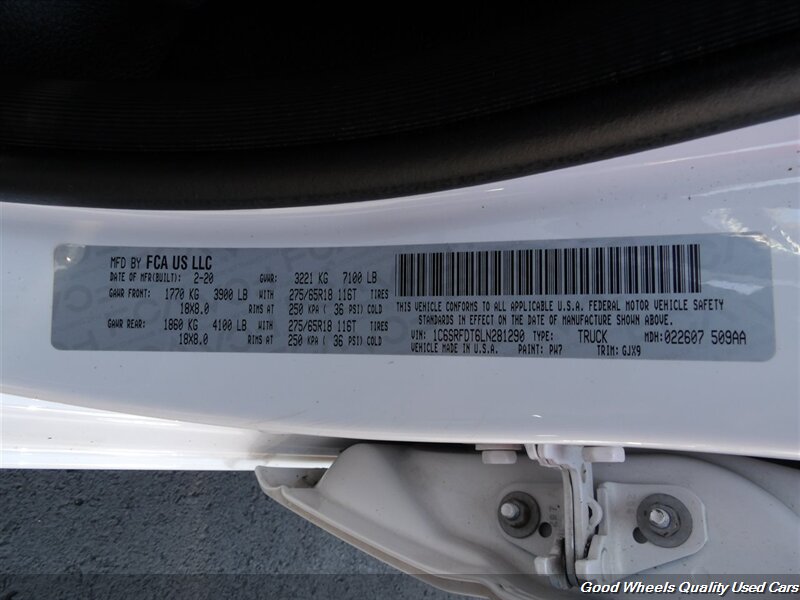 MFD BY FCA US LLC
DATE OF MFR(BUILT): 2-20 GVWR: 3221 KG 7100 LB
GAWR FRONT: 1770 KG 3900 LB WITH 275/65R18 116T TIRES
18X8.0 RIMS AT 250 KPA ( 36 PSI) COLD
GAWR REAR: 1860 KG 4100 LB WITH 275/65R18 116T TIRES
18X8.0 RIMS AT 250 KPA ( 36 PSI) COLD
THIS VEHICLE CONFORMS TO ALL APPLICABLE U.S.A. FEDERAL MOTOR VEHICLE SAFETY
STANDARDS IN EFFECT ON THE DATE OF MANUFACTURE SHOWN ABOVE.
VIN: 1C6SRFDT6LN281290 TYPE: TRUCK MDH: 022607 509AA
VEHICLE MADE IN U.S.A. PAINT: PW7 TRIM: GJX9
Good Wheels Quality Used Cars